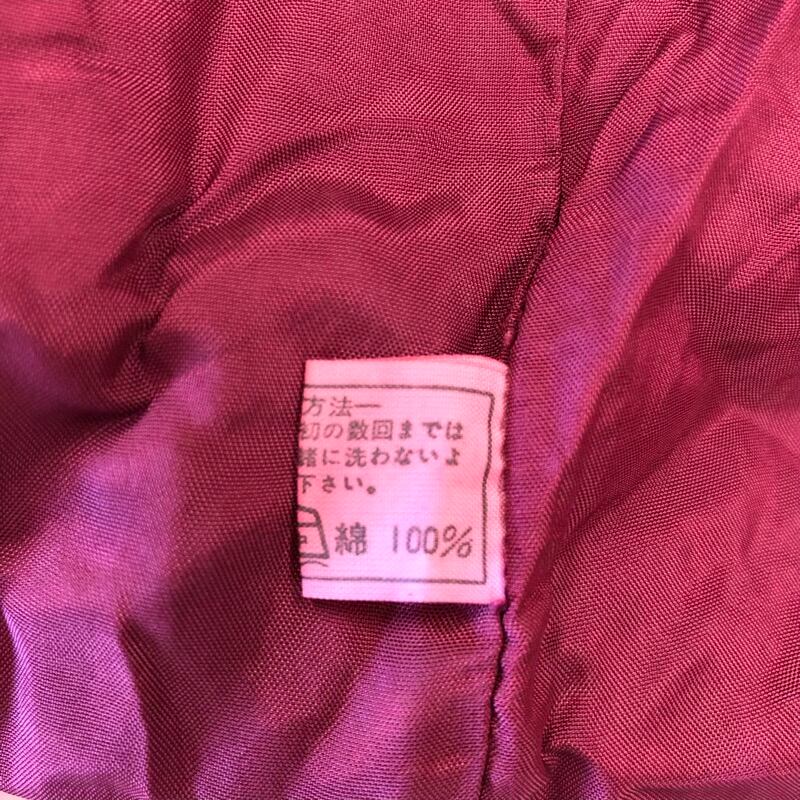 方法ー
初の数回までは
緒に洗わないよ
下さい。
綿 100%